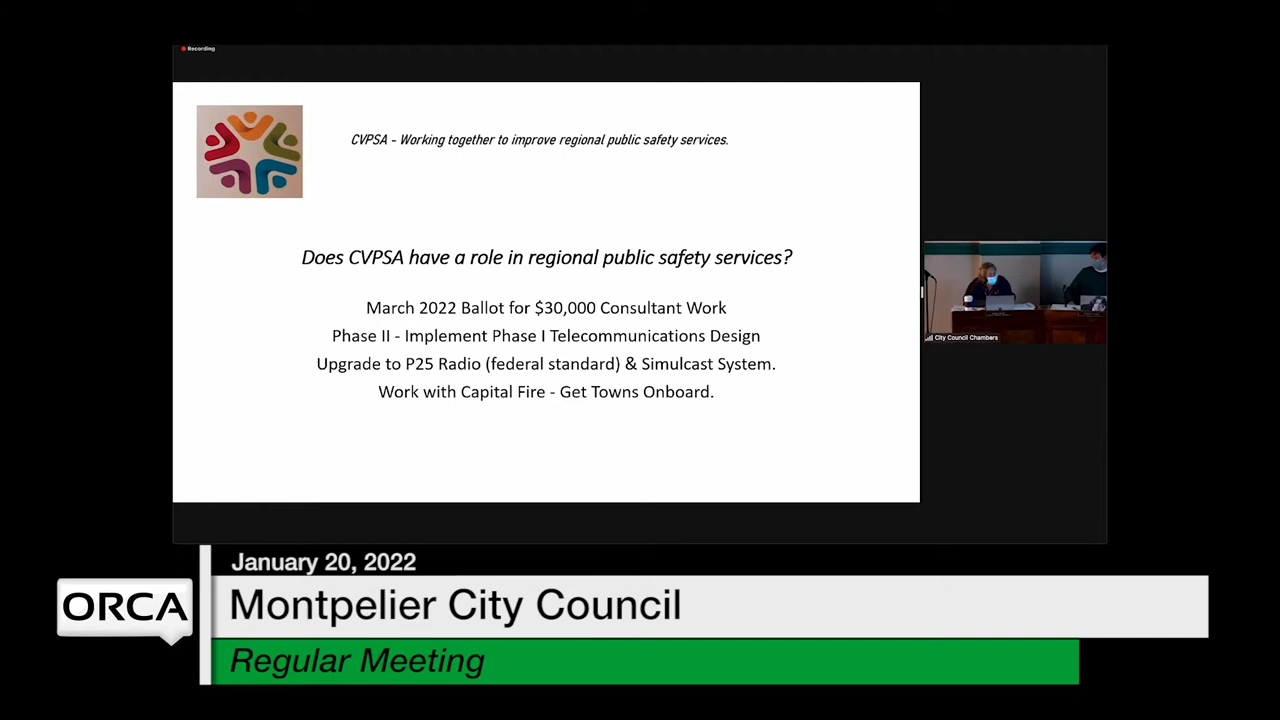 Recording
CVPSA - Working together to improve regional public safety services.
Does CVPSA have a role in regional public safety services?
March 2022 Ballot for $30,000 Consultant Work
Phase II - Implement Phase I Telecommunications Design
Upgrade to P25 Radio (federal standard) & Simulcast System.
Work with Capital Fire - Get Towns Onboard.
City Council Chambers
January 20, 2022
ORCA
Montpelier City Council
Regular Meeting